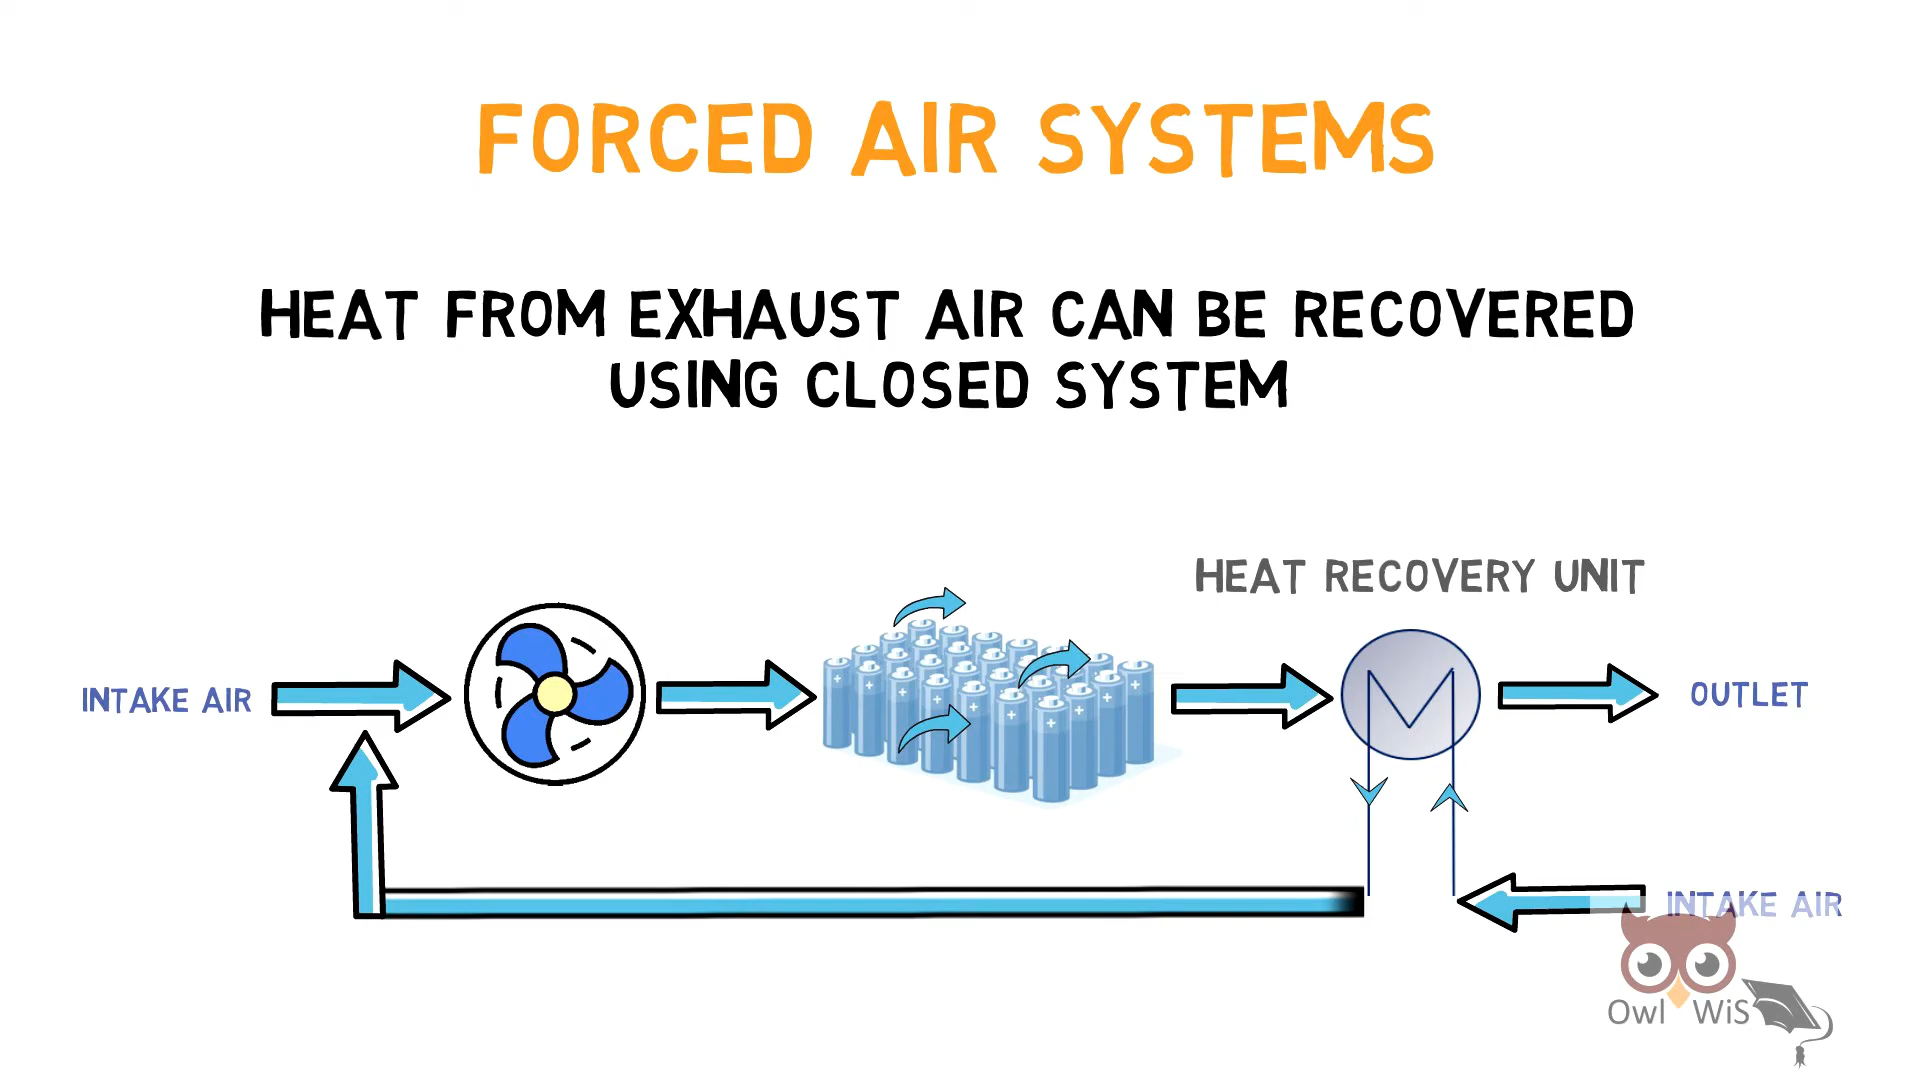 FORCED AIR SYSTEMS
HEAT FROM EXHAUST AIR CAN BE RECOVERED
USING CLOSED SYSTEM
HEAT RECOVERY UNIT
INTAKE AIR
OUTLET
INTAKE AIR
Owl WiS